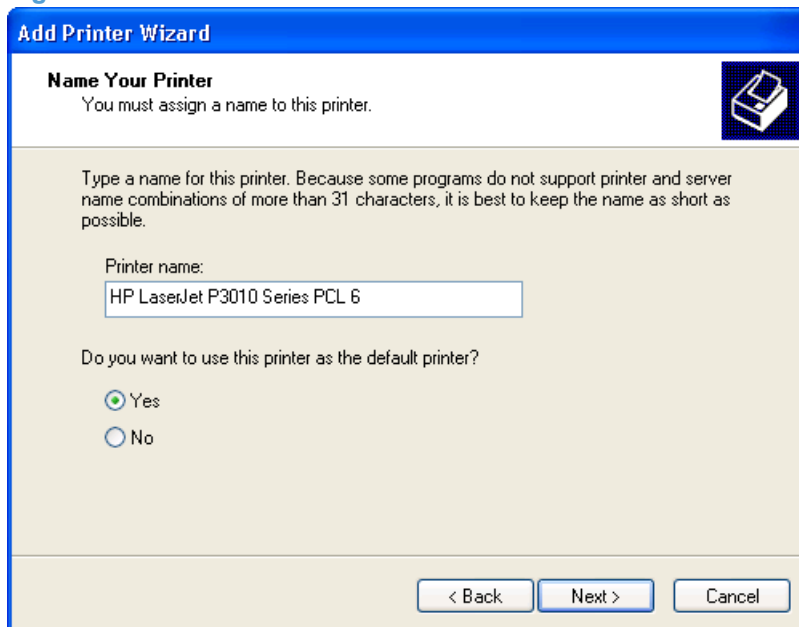 Add Printer Wizard
Name Your Printer
You must assign a name to this printer.
Type a name for this printer. Because some programs do not support printer and server
name combinations of more than 31 characters, it is best to keep the name as short as
possible.
Printer name:
HP LaserJet P3010 Series PCL 6
Do you want to use this printer as the default printer?
Yes
No
< Back
Next >
Cancel